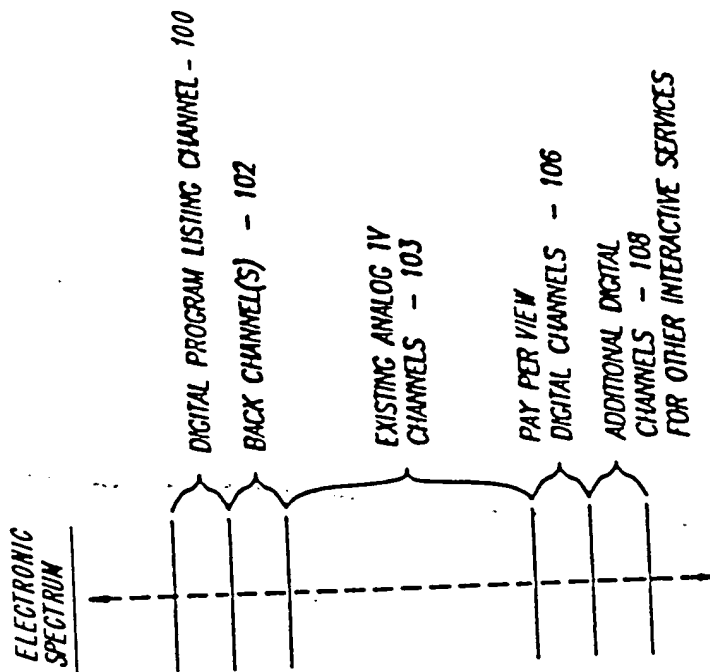 ELECTRONIC
SPECTRUM
DIGITAL PROGRAM LISTING CHANNEL - 100
BACK CHANNEL(S) - 102
EXISTING ANALOG TV
CHANNELS - 103
PAY PER VIEW
DIGITAL CHANNELS - 106
ADDITIONAL DIGITAL
CHANNELS - 108
FOR OTHER INTERACTIVE SERVICES